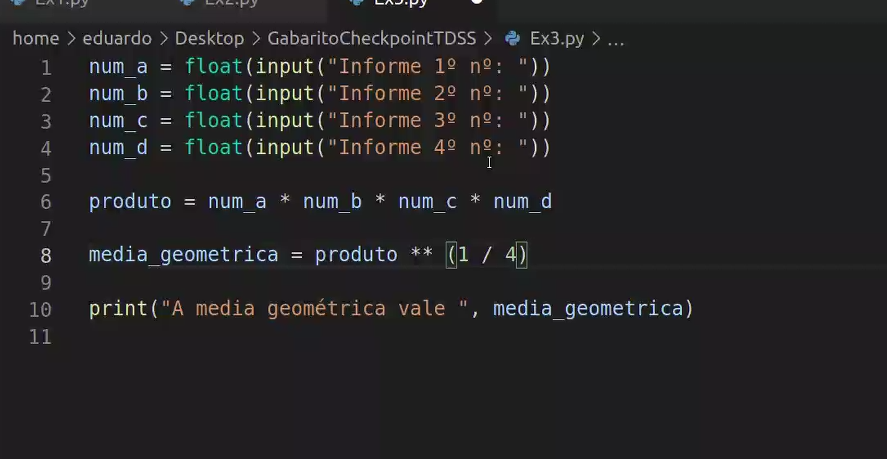 Ex1.py Ex2.py Ex3.py
home > eduardo > Desktop > GabaritoCheckpointTDSS > Ex3.py > ...
1 num_a = float(input("Informe 1º nº: "))
2 num_b = float(input("Informe 2º nº: "))
3 num_c = float(input("Informe 3º nº: "))
4 num_d = float(input("Informe 4º nº: "))
5
6 produto = num_a * num_b * num_c * num_d
7
8 media_geometrica = produto ** (1 / 4)
9
10 print("A media geométrica vale ", media_geometrica)
11